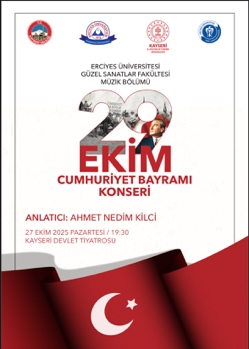 ERCİYES ÜNİVERSİTESİ
GÜZEL SANATLAR FAKÜLTESİ
MÜZİK BÖLÜMÜ
29
EKİM
CUMHURİYET BAYRAMI
KONSERİ
ANLATICI: AHMET NEDİM KILCI
27 EKİM 2025 PAZARTESİ / 19.30
KAYSERİ DEVLET TİYATROSU
KAYSERİ